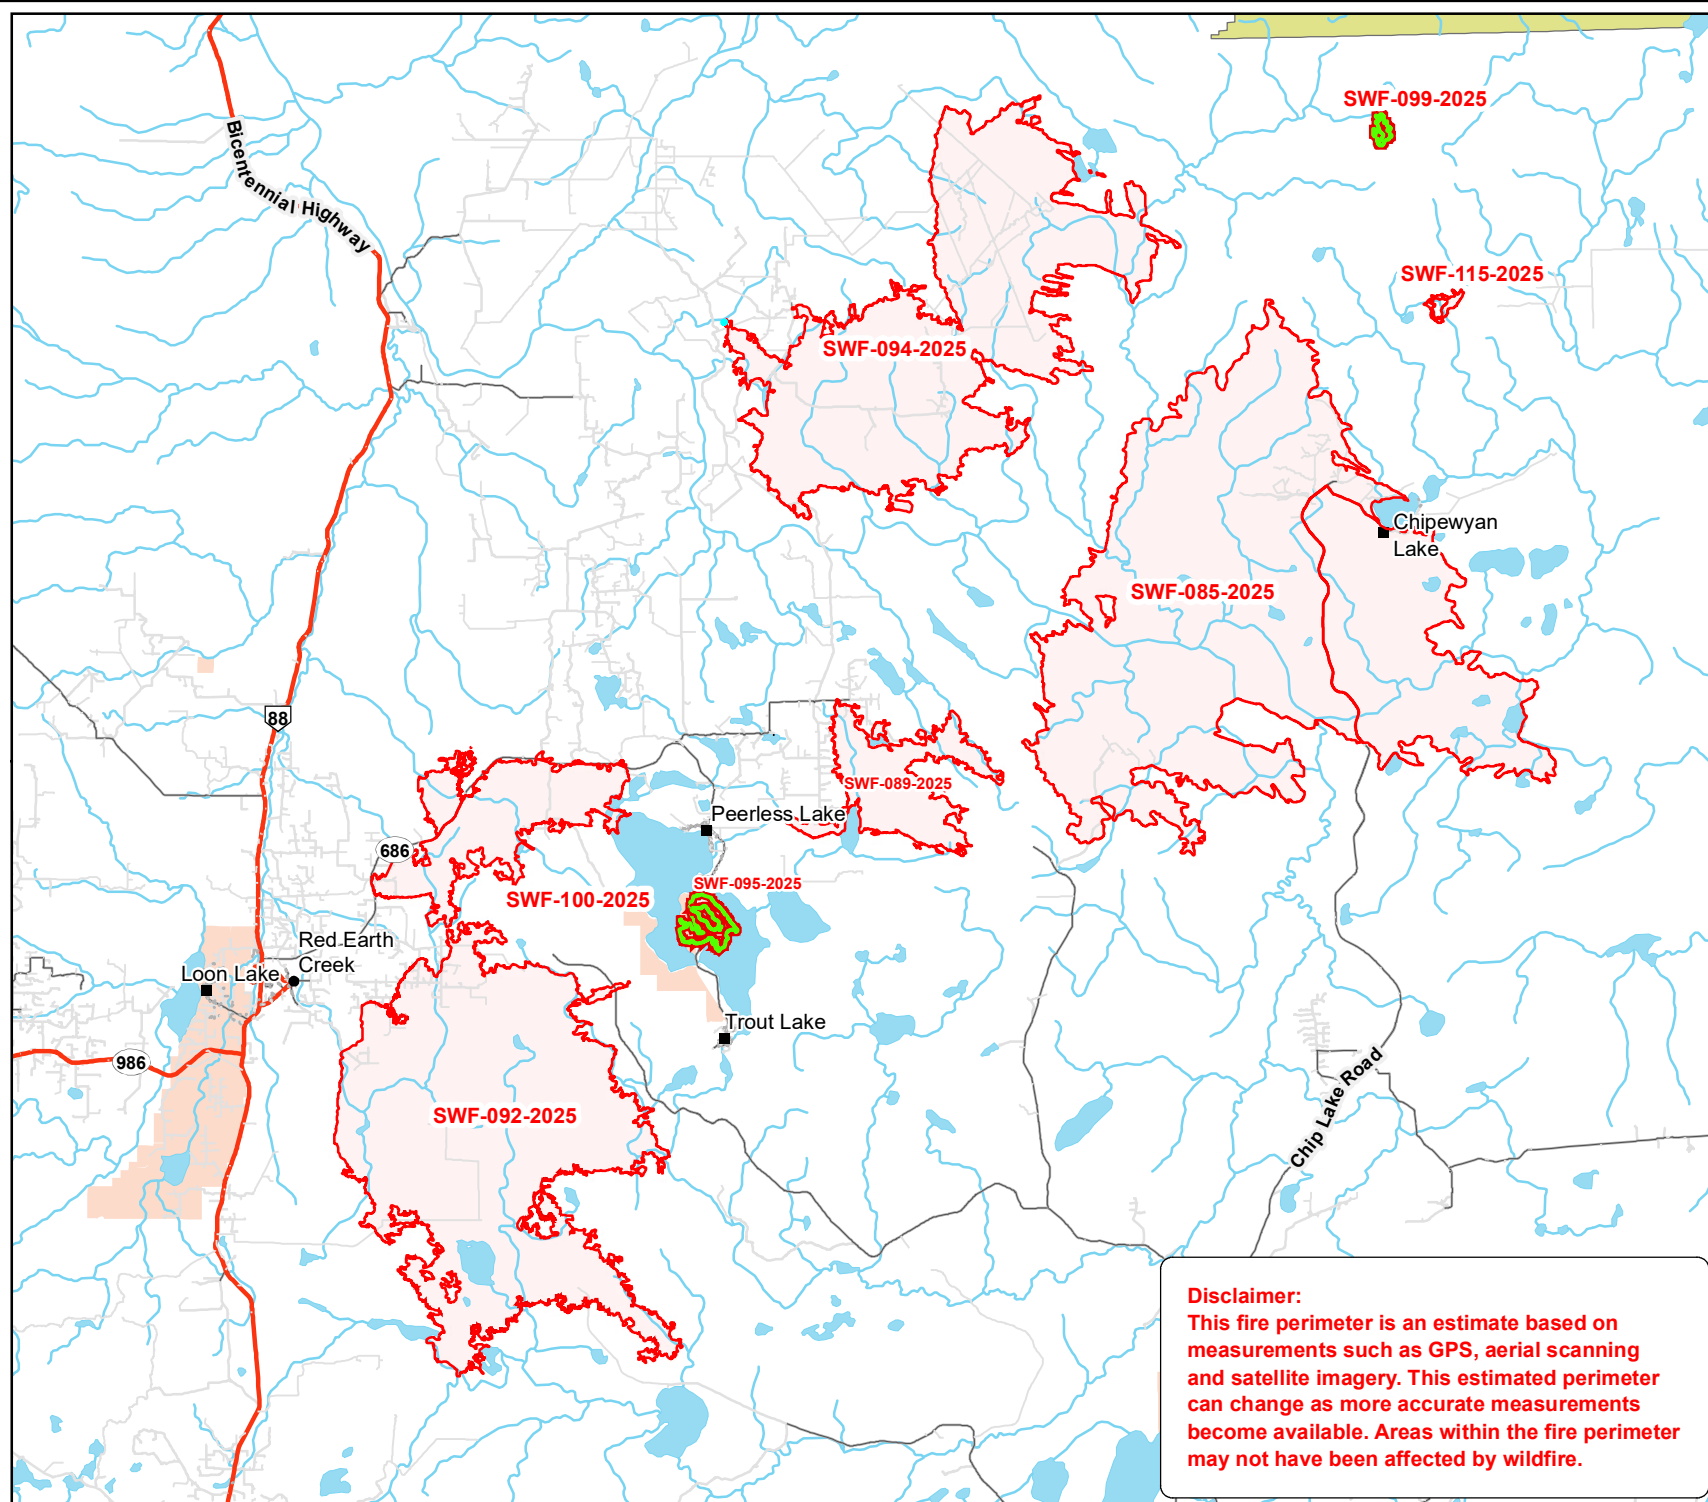 SWF-099-2025
Bicentennial Highway
SWF-115-2025
SWF-094-2025
Chipewyan
Lake
SWF-085-2025
88
SWF-089-2025
Peerless Lake
686
SWF-095-2025
SWF-100-2025
Red Earth
Creek
Loon Lake
Trout Lake
986
SWF-092-2025
Chip Lake Road
Disclaimer:
This fire perimeter is an estimate based on
measurements such as GPS, aerial scanning
and satellite imagery. This estimated perimeter
can change as more accurate measurements
become available. Areas within the fire perimeter
may not have been affected by wildfire.